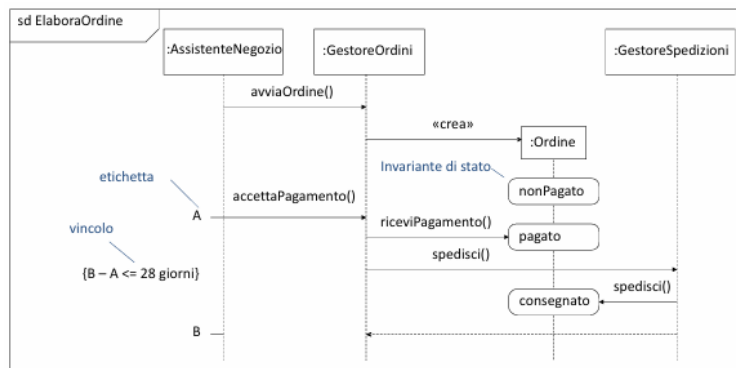 sd ElaboraOrdine
:AssistenteNegozio
:GestoreOrdini
:GestoreSpedizioni
avviaOrdine()
«crea»
:Ordine
Invariante di stato
etichetta
nonPagato
accettaPagamento()
A
vincolo
riceviPagamento()
pagato
spedisci()
{B – A <= 28 giorni}
spedisci()
consegnato
B